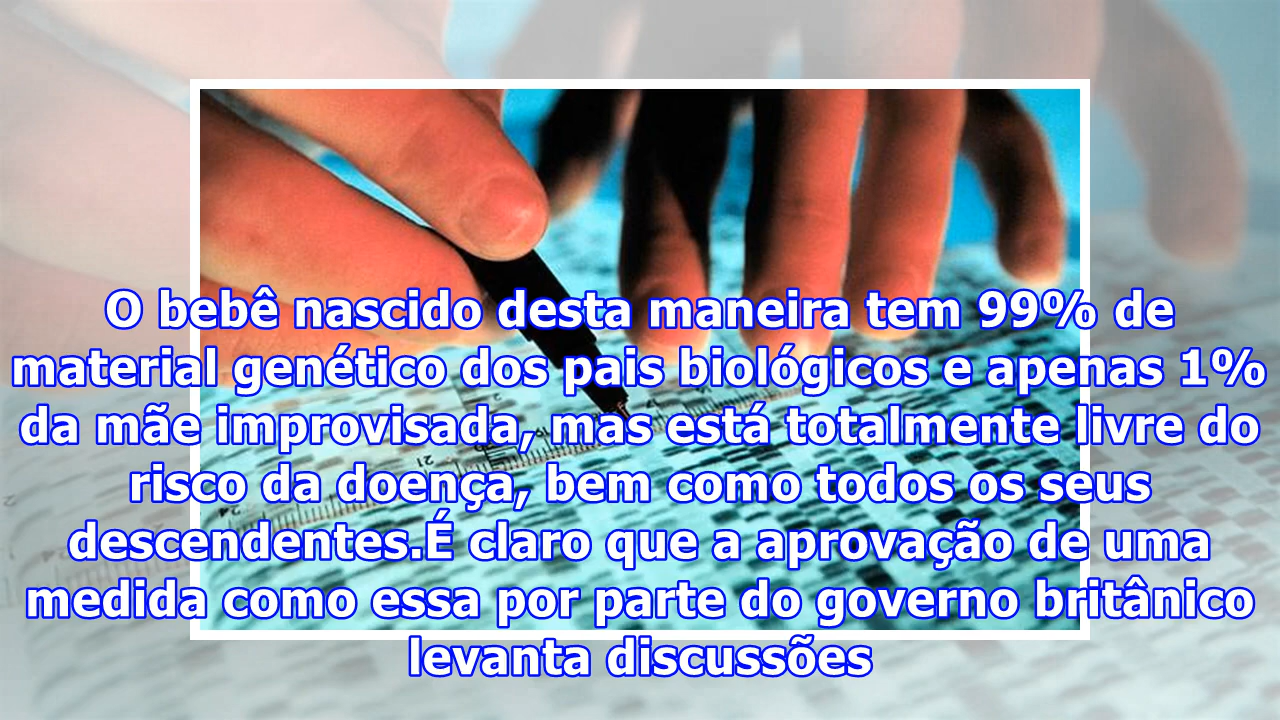 O bebê nascido desta maneira tem 99% de
material genético dos pais biológicos e apenas 1%
da mãe improvisada, mas está totalmente livre do
risco da doença, bem como todos os seus
descendentes.É claro que a aprovação de uma
medida como essa por parte do governo britânico
levanta discussões